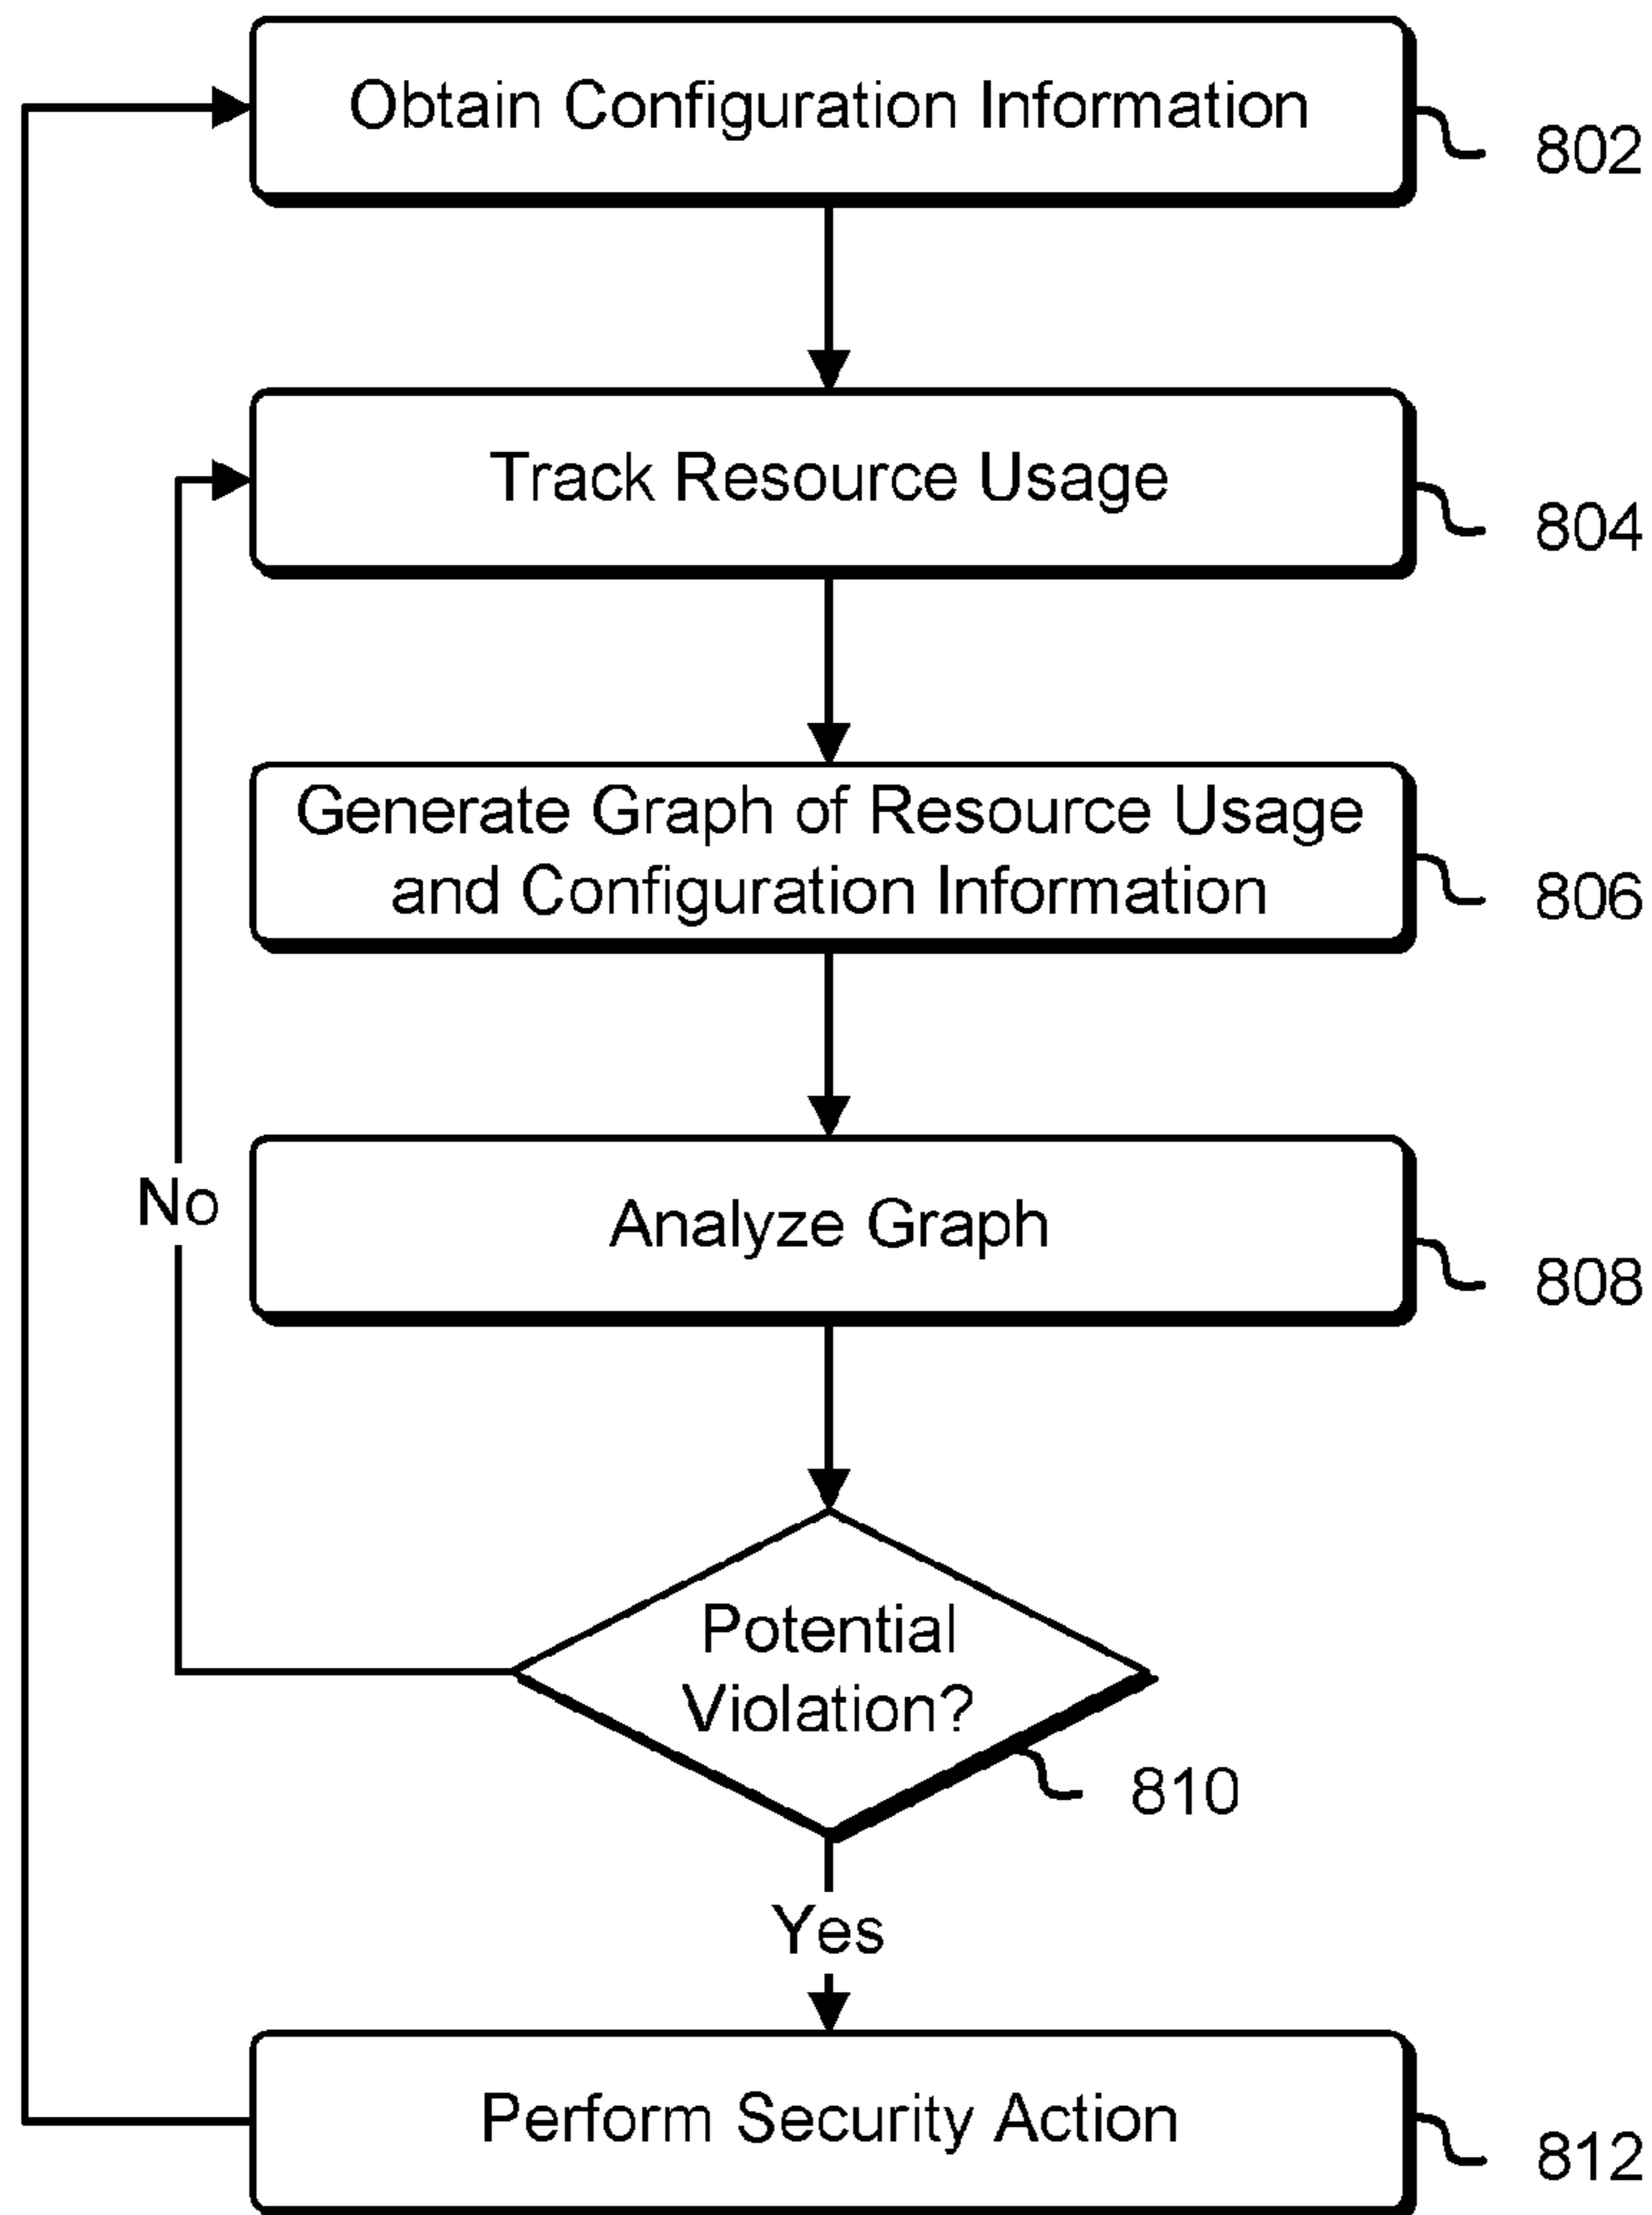 Obtain Configuration Information
802
Track Resource Usage
804
Generate Graph of Resource Usage
and Configuration Information
806
Analyze Graph
808
No
Potential
Violation?
810
Yes
Perform Security Action
812